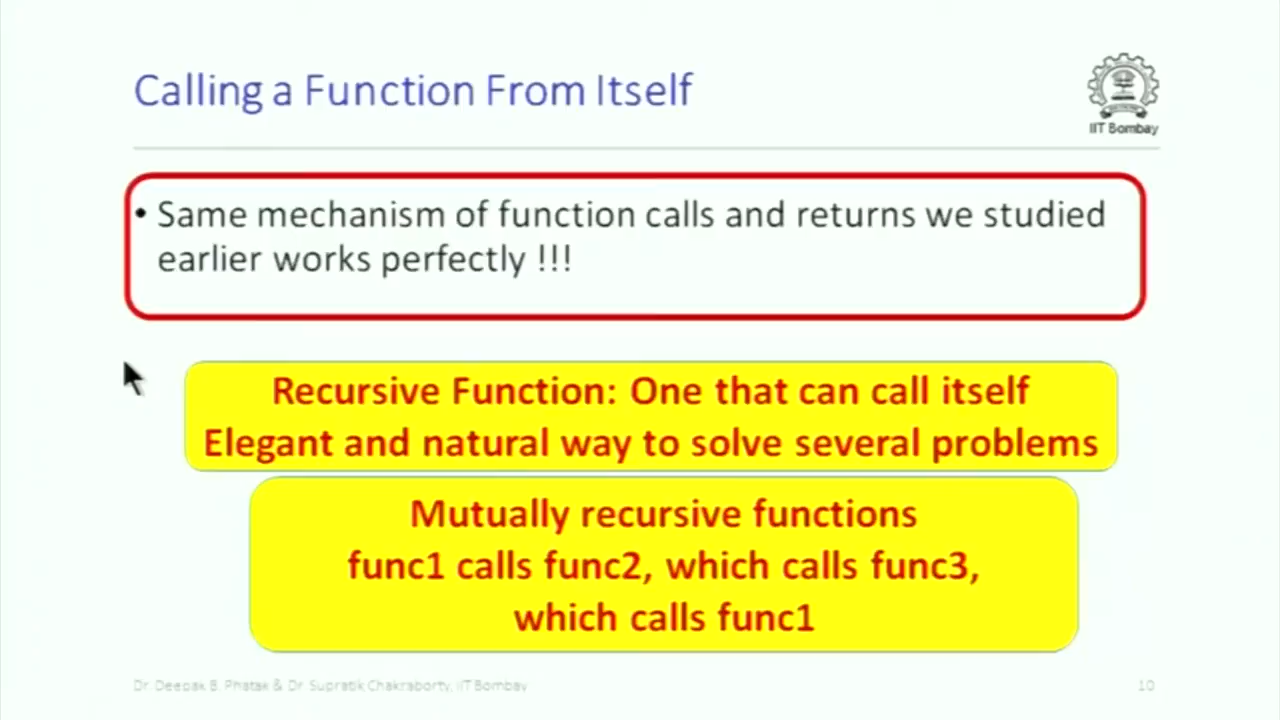 Calling a Function From Itself
IIT Bombay
• Same mechanism of function calls and returns we studied
earlier works perfectly !!!
Recursive Function: One that can call itself
Elegant and natural way to solve several problems
Mutually recursive functions
func1 calls func2, which calls func3,
which calls func1
Dr. Deepak B. Phatak & Dr. Supratik Chakraborty, IIT Bombay
10